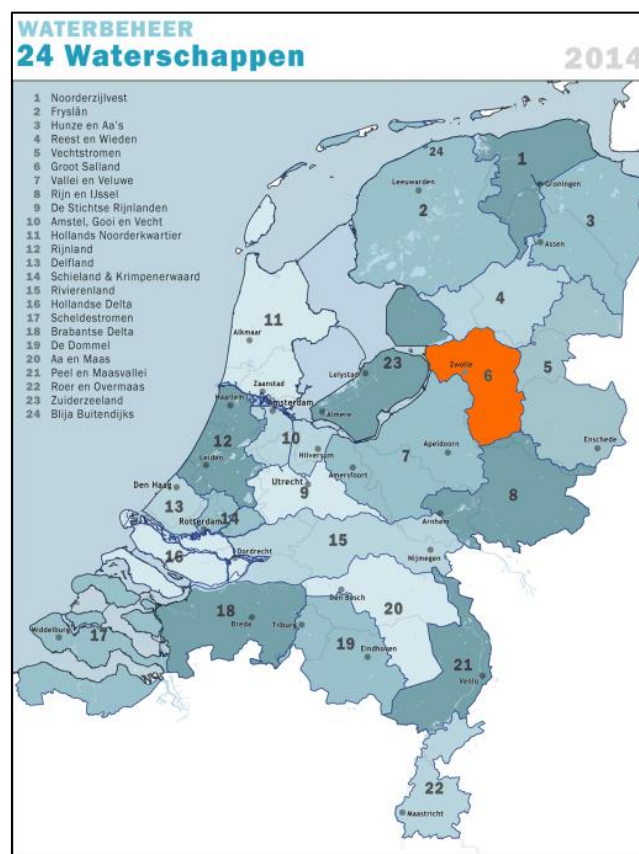 WATERBEHEER
24 Waterschappen
2014
1 Noorderzijlvest
2 Fryslân
3 Hunze en Aa's
4 Reest en Wieden
5 Vechtstromen
6 Groot Salland
7 Vallei en Veluwe
8 Rijn en IJssel
9 De Stichtse Rijnlanden
10 Amstel, Gooi en Vecht
11 Hollands Noorderkwartier
12 Rijnland
13 Delfland
14 Schieland & Krimpenerwaard
15 Rivierenland
16 Hollandse Delta
17 Scheldestromen
18 Brabantse Delta
19 De Dommel
20 Aa en Maas
21 Peel en Maasvallei
22 Roer en Overmaas
23 Zuiderzeeland
24 Blija Buitendijks
24
1
Leeuwarden
Groningen
2
3
Assen
4
11
Alkmaar
23
Zwolle
6
5
Lelystad
Zaanstad
Haarlem
Amsterdam
Almere
12
10
Hilversum
7
Apeldoorn
Enschede
Leiden
Amersfoort
Den Haag
Utrecht
9
8
13
14
Rotterdam
Arnhem
15
16
Dordrecht
Nijmegen
Den Bosch
20
18
Breda
Tilburg
Middelburg
17
19
Eindhoven
21
Venlo
22
Maastricht